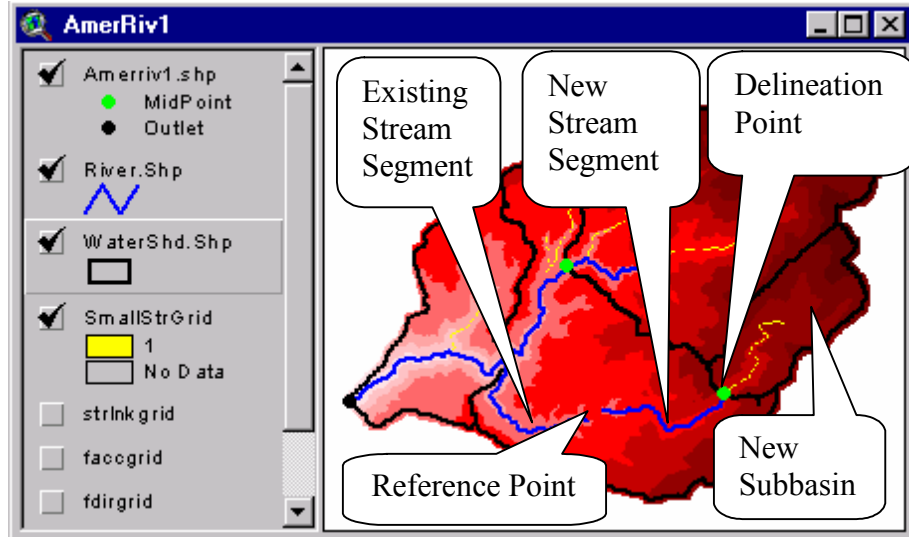 AmerRiv1
Amerriv1.shp
MidPoint
Outlet
River.Shp
WaterShd.Shp
SmallStrGrid
1
No Data
strlnkgrid
faccgrid
fdirgrid
Existing
Stream
Segment
New
Stream
Segment
Delineation
Point
Reference Point
New
Subbasin